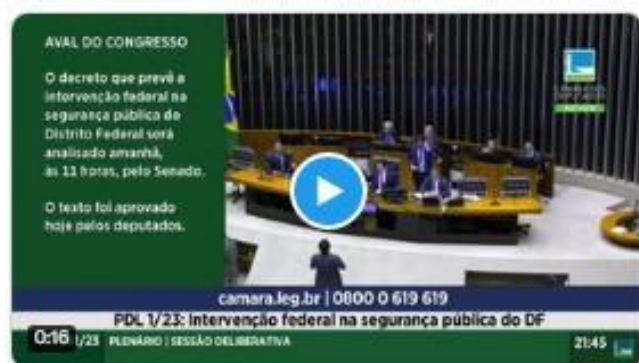 AVAL DO CONGRESSO
O decreto que prevê a
intervenção federal na
segurança pública do
Distrito Federal será
analisado amanhã,
às 11 horas, pelo Senado.
O texto foi aprovado
hoje pelos deputados.
camara.leg.br | 0800 0 619 619
PDL 1/23: Intervenção federal na segurança pública do DF
0:16 1/23 PLENÁRIO | SESSÃO DELIBERATIVA 21:45